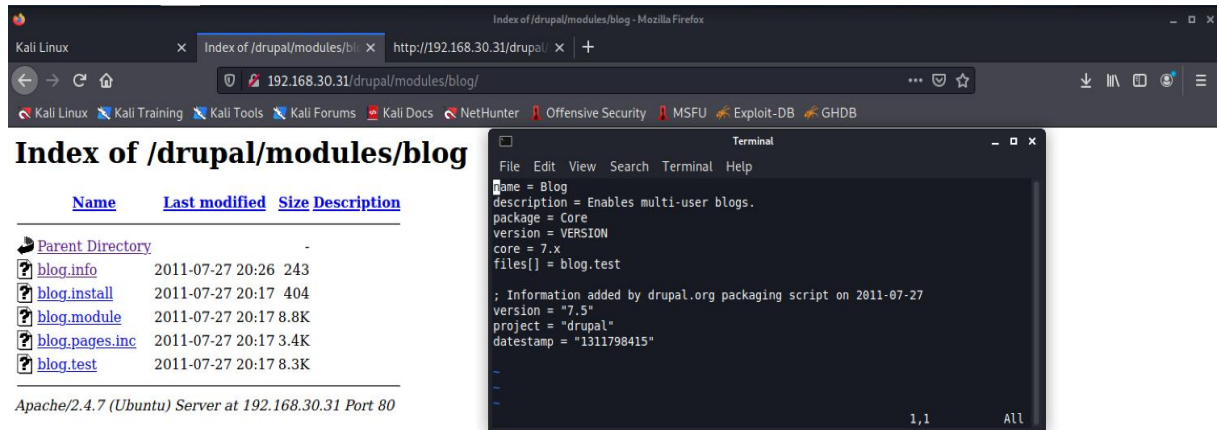 Index of /drupal/modules/blog - Mozilla Firefox
Kali Linux
Index of /drupal/modules/blo
http://192.168.30.31/drupal/
192.168.30.31/drupal/modules/blog/
Kali Linux Kali Training Kali Tools Kali Forums Kali Docs NetHunter Offensive Security MSFU Exploit-DB GHDB
Index of /drupal/modules/blog
Name Last modified Size Description
Parent Directory -
blog.info 2011-07-27 20:26 243
blog.install 2011-07-27 20:17 404
blog.module 2011-07-27 20:17 8.8K
blog.pages.inc 2011-07-27 20:17 3.4K
blog.test 2011-07-27 20:17 8.3K
Apache/2.4.7 (Ubuntu) Server at 192.168.30.31 Port 80
Terminal
File Edit View Search Terminal Help
name = Blog
description = Enables multi-user blogs.
package = Core
version = VERSION
core = 7.x
files[] = blog.test
; Information added by drupal.org packaging script on 2011-07-27
version = "7.5"
project = "drupal"
datestamp = "1311798415"
~
~
~
1,1 All